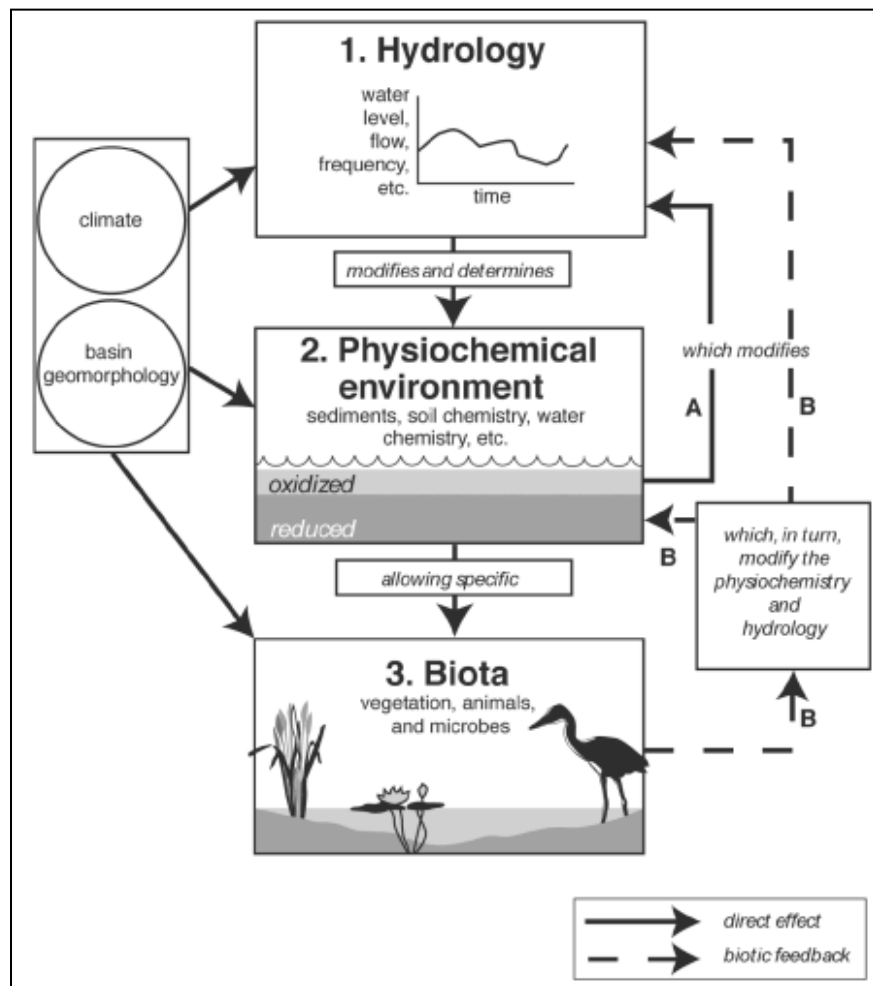 1. Hydrology
water
level,
flow,
frequency,
etc.
time
climate
basin
geomorphology
modifies and determines
2. Physiochemical
environment
sediments, soil chemistry, water
chemistry, etc.
oxidized
reduced
which modifies
A
B
B
which, in turn,
modify the
physiochemistry
and
hydrology
allowing specific
3. Biota
vegetation, animals,
and microbes
B
direct effect
biotic feedback